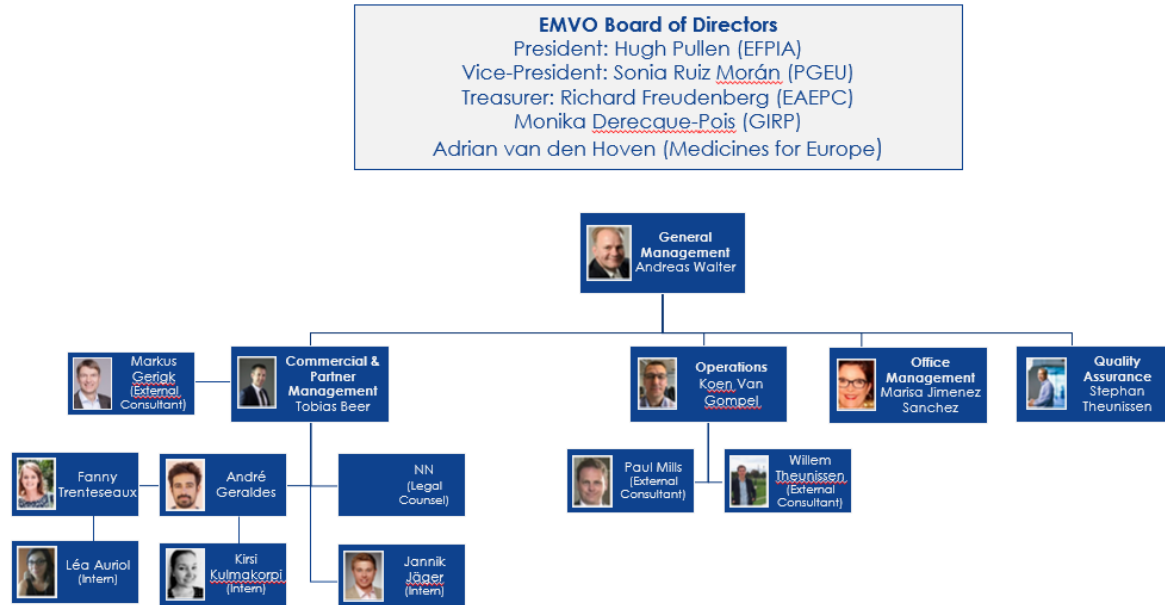 EMVO Board of Directors
President: Hugh Pullen (EFPIA)
Vice-President: Sonia Ruiz Morán (PGEU)
Treasurer: Richard Freudenberg (EAEPC)
Monika Derecque-Pois (GIRP)
Adrian van den Hoven (Medicines for Europe)
General
Management
Andreas Walter
Markus
Gerigk
(External
Consultant)
Commercial &
Partner
Management
Tobias Beer
Operations
Koen Van
Gompel
Office
Management
Marisa Jimenez
Sanchez
Quality
Assurance
Stephan
Theunissen
Fanny
Trenteseaux
André
Geraldes
NN
(Legal
Counsel)
Paul Mills
(External
Consultant)
Willem
Theunissen
(External
Consultant)
Léa Auriol
(Intern)
Kirsi
Kulmakorpi
(Intern)
Jannik
Jäger
(Intern)